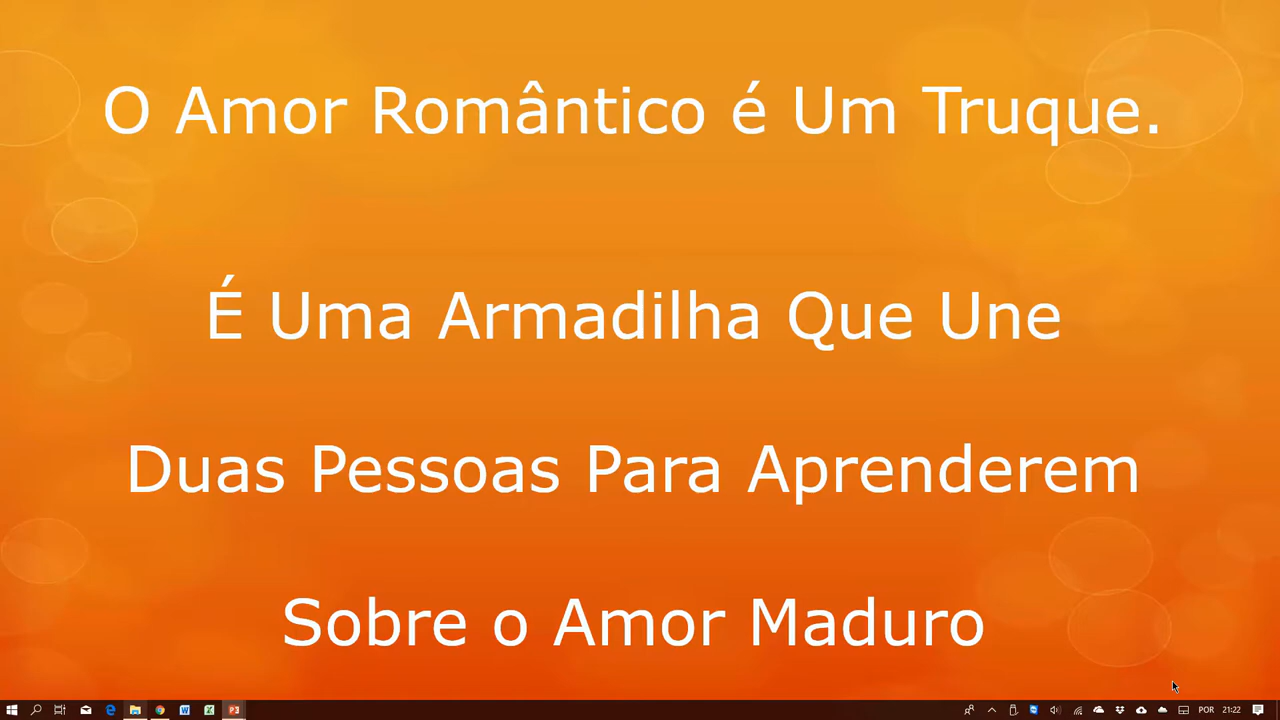 O Amor Romântico é Um Truque.
É Uma Armadilha Que Une
Duas Pessoas Para Aprenderem
Sobre o Amor Maduro
POR 21:22